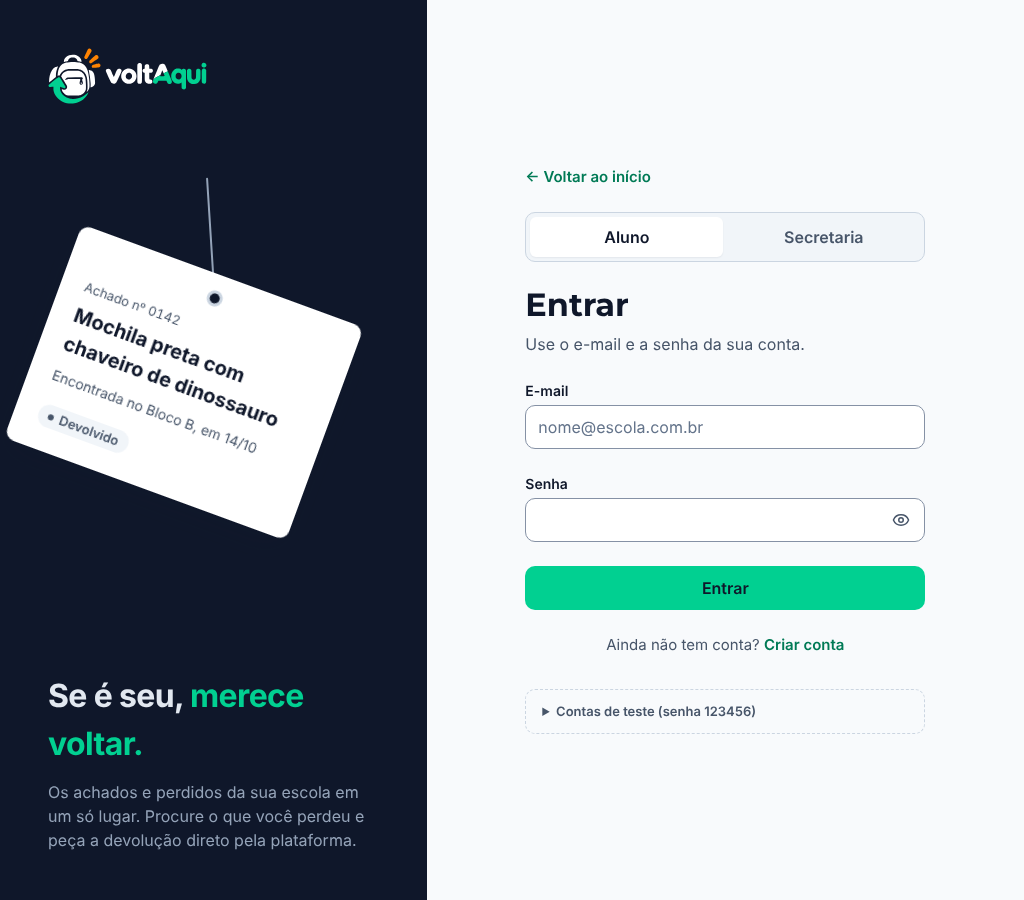 voltAqui
Achado nº 0142
Mochila preta com
chaveiro de dinossauro
Encontrada no Bloco B, em 14/10
Devolvido
Se é seu, merece
voltar.
Os achados e perdidos da sua escola em
um só lugar. Procure o que você perdeu e
peça a devolução direto pela plataforma.
← Voltar ao início
Aluno
Secretaria
Entrar
Use o e-mail e a senha da sua conta.
E-mail
nome@escola.com.br
Senha
Entrar
Ainda não tem conta? Criar conta
Contas de teste (senha 123456)